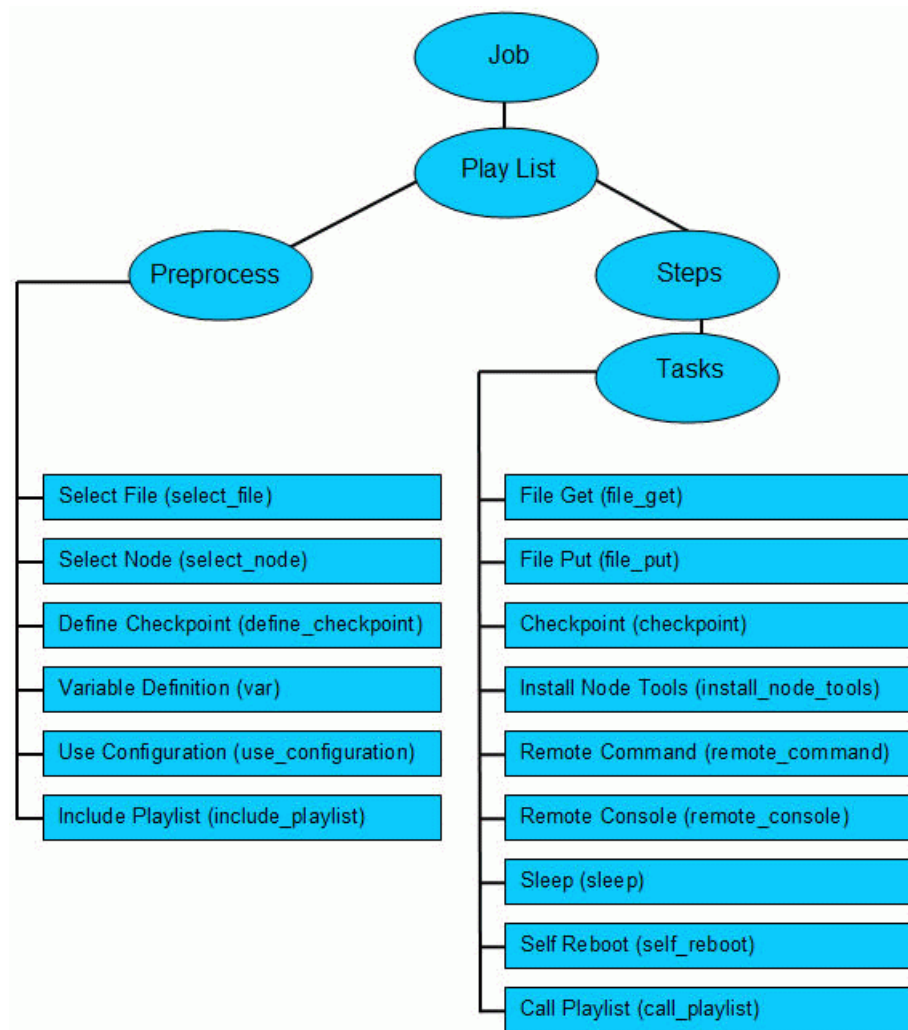 Job
Play List
Preprocess
Steps
Tasks
Select File (select_file)
Select Node (select_node)
Define Checkpoint (define_checkpoint)
Variable Definition (var)
Use Configuration (use_configuration)
Include Playlist (include_playlist)
File Get (file_get)
File Put (file_put)
Checkpoint (checkpoint)
Install Node Tools (install_node_tools)
Remote Command (remote_command)
Remote Console (remote_console)
Sleep (sleep)
Self Reboot (self_reboot)
Call Playlist (call_playlist)